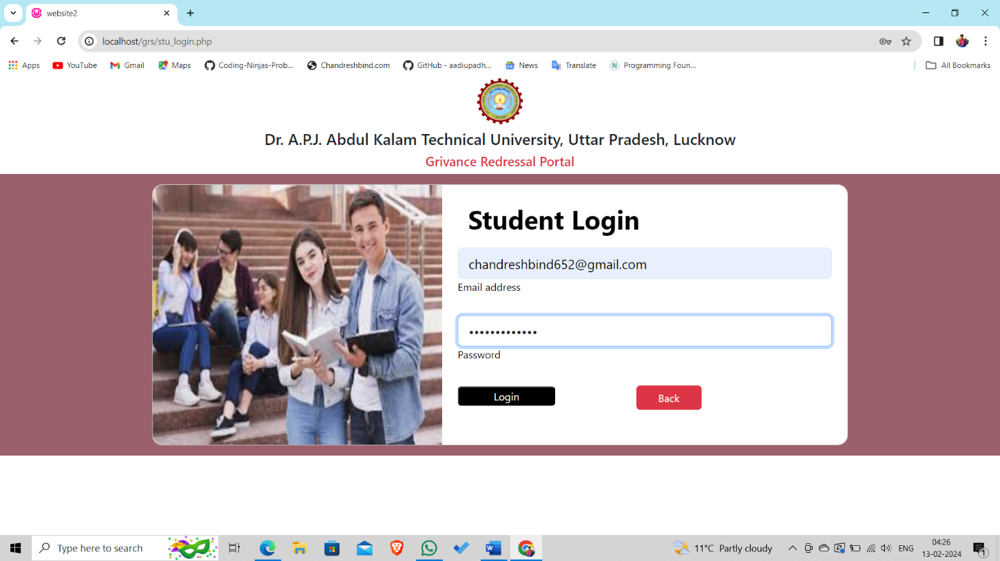 website2
localhost/grs/stu_login.php
Apps YouTube Gmail Maps Coding-Ninjas-Prob... Chandreshbind.com GitHub - aadiupadh... News Translate Programming Foun... All Bookmarks
Dr. A.P.J. Abdul Kalam Technical University, Uttar Pradesh, Lucknow
Grivance Redressal Portal
Student Login
chandreshbind652@gmail.com
Email address
•••••••••••••
Password
Login Back
Type here to search 11°C Partly cloudy ENG 04:26
13-02-2024 1